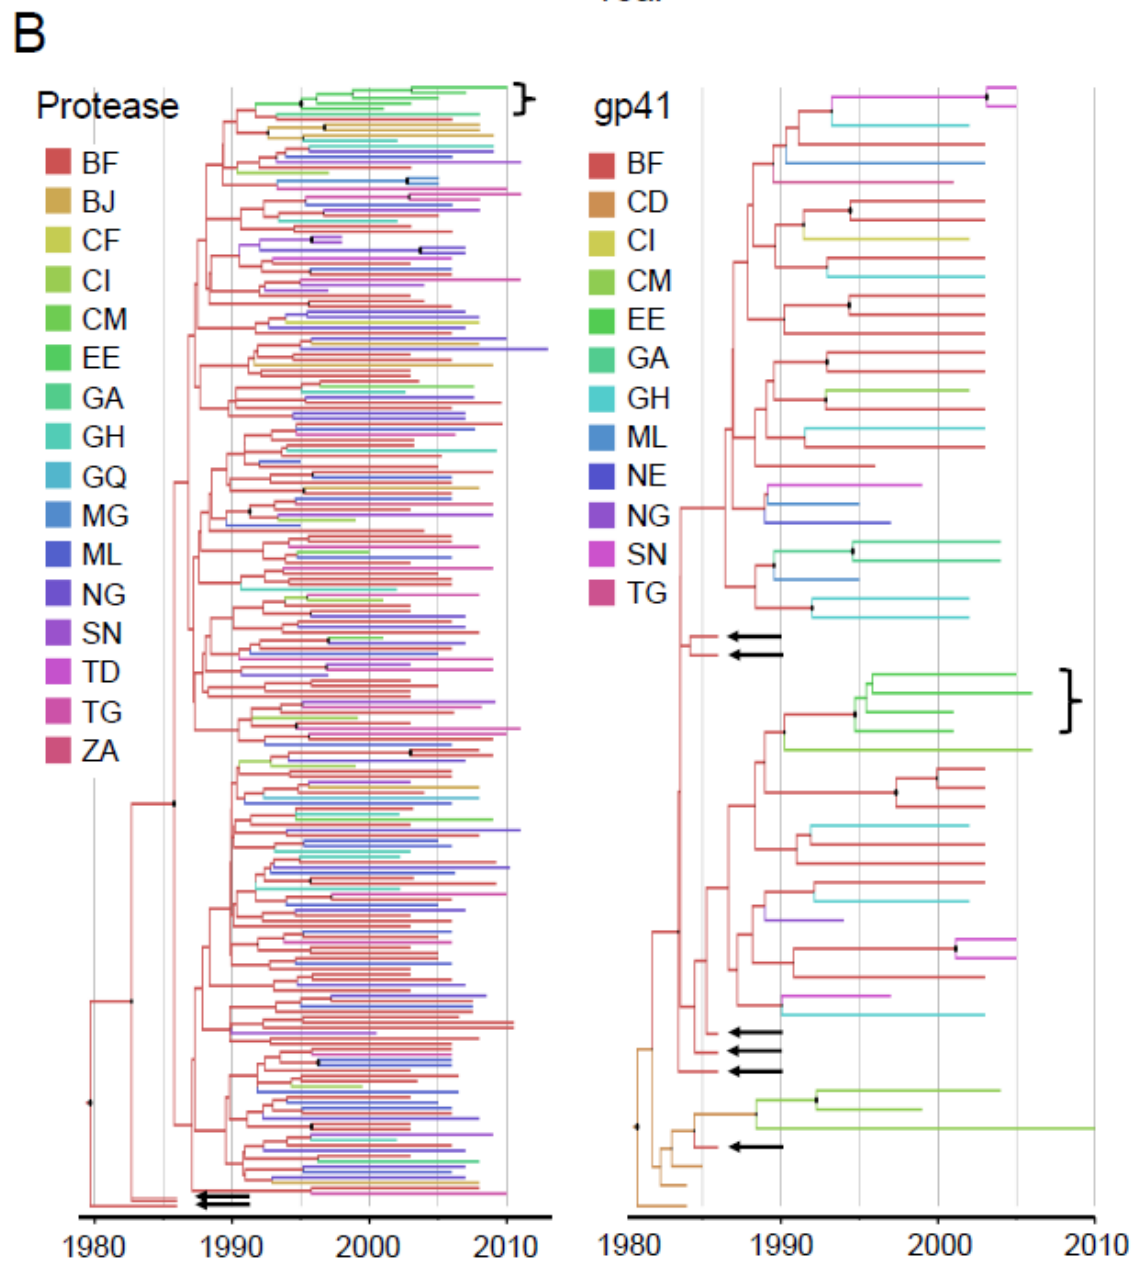 B
Protease
BF
BJ
CF
CI
CM
EE
GA
GH
GQ
MG
ML
NG
SN
TD
TG
ZA
1980 1990 2000 2010
gp41
BF
CD
CI
CM
EE
GA
GH
ML
NE
NG
SN
TG
1980 1990 2000 2010